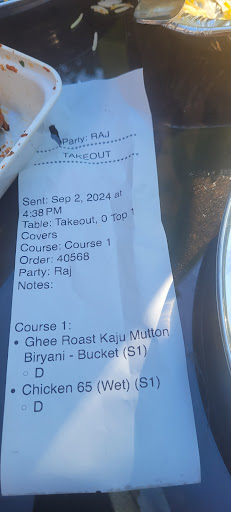 Party: RAJ
TAKEOUT
Sent: Sep 2, 2024 at
4:38 PM
Table: Takeout, 0 Top 1
Covers
Course: Course 1
Order: 40568
Party: Raj
Notes:
Course 1:
• Ghee Roast Kaju Mutton
Biryani - Bucket (S1)
○ D
• Chicken 65 (Wet) (S1)
○ D